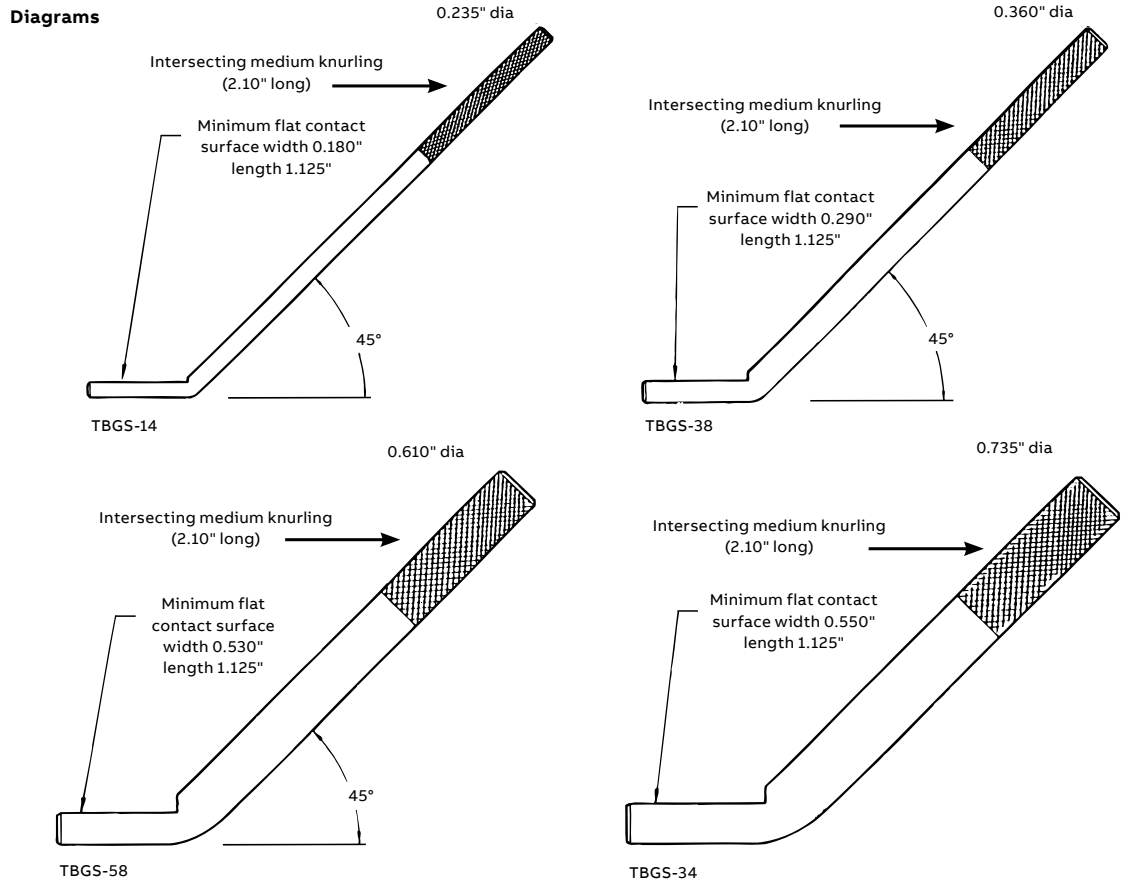 Diagrams
0.235" dia
Intersecting medium knurling
(2.10" long)
Minimum flat contact
surface width 0.180"
length 1.125"
45°
TBGS-14
0.360" dia
Intersecting medium knurling
(2.10" long)
Minimum flat contact
surface width 0.290"
length 1.125"
45°
TBGS-38
0.610" dia
Intersecting medium knurling
(2.10" long)
Minimum flat
contact surface
width 0.530"
length 1.125"
45°
TBGS-58
0.735" dia
Intersecting medium knurling
(2.10" long)
Minimum flat contact
surface width 0.550"
length 1.125"
TBGS-34